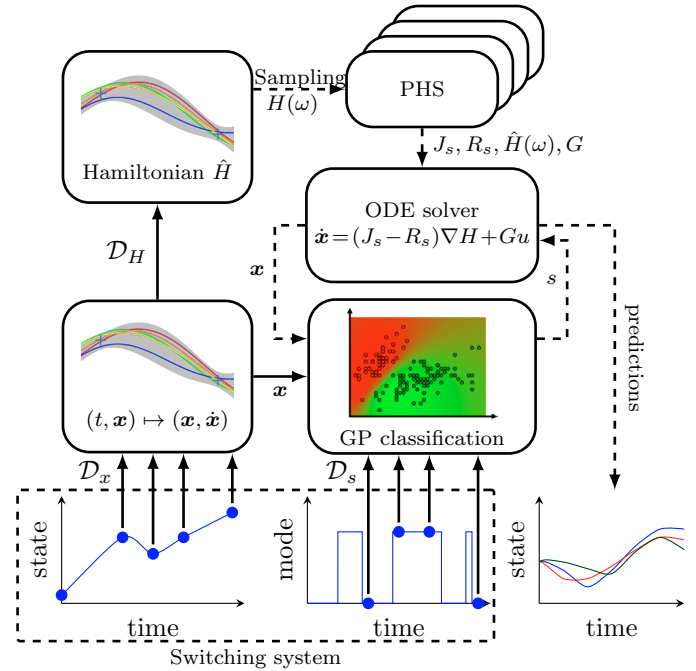 Sampling
H(ω)
PHS
Hamiltonian Ĥ
J_s, R_s, Ĥ(ω), G
ODE solver
ẋ=(J_s−R_s)∇H+Gu
𝒟_H
x
s
predictions
(t, x) ↦ (x, ẋ)
x
GP classification
𝒟_x
𝒟_s
state
time
mode
time
state
time
Switching system